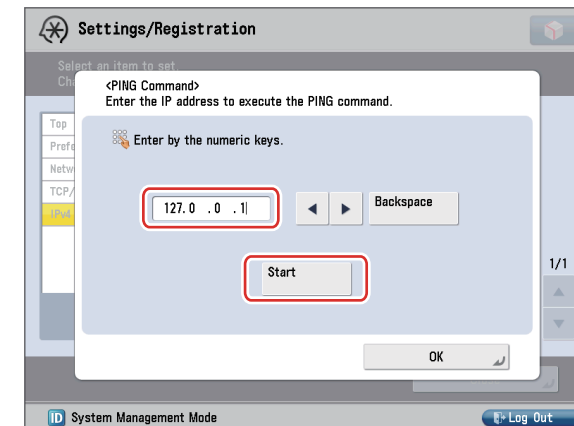 Settings/Registration
Select an item to set.
Ch
<PING Command>
Enter the IP address to execute the PING command.
Top
Prefe
Netw
TCP/
IPv4
Enter by the numeric keys.
127.0 .0 .1
Backspace
Start
1/1
OK
ID System Management Mode
Log Out